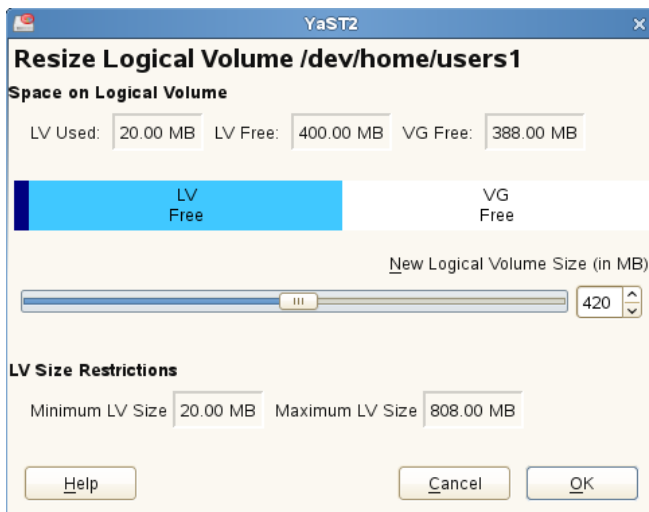 YaST2
Resize Logical Volume /dev/home/users1
Space on Logical Volume
LV Used: 20.00 MB LV Free: 400.00 MB VG Free: 388.00 MB
LV VG
Free Free
New Logical Volume Size (in MB)
420
LV Size Restrictions
Minimum LV Size 20.00 MB Maximum LV Size 808.00 MB
Help Cancel OK